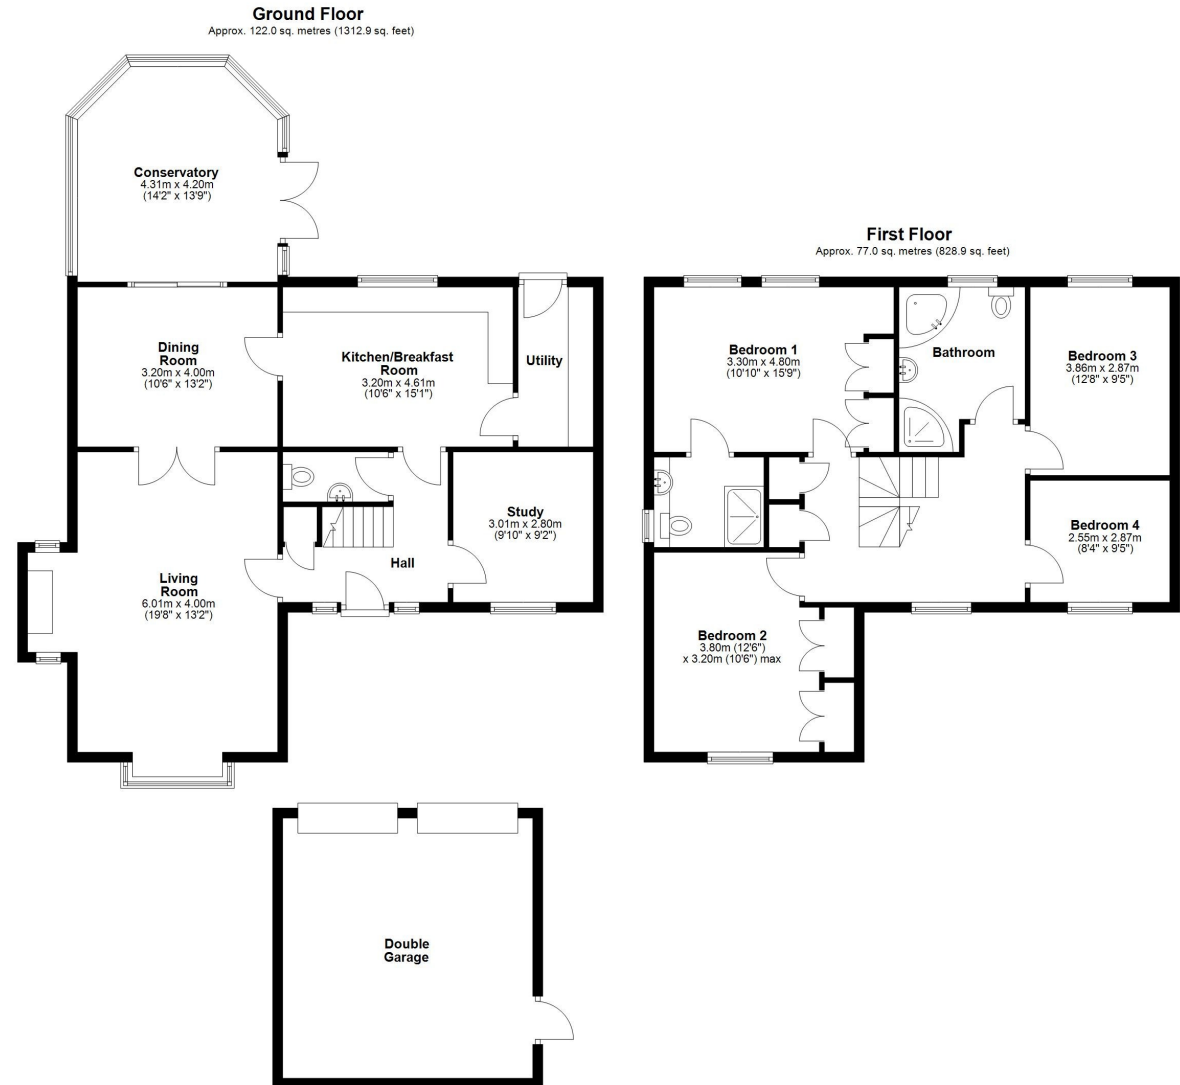 Ground Floor
Approx. 122.0 sq. metres (1312.9 sq. feet)
Conservatory
4.31m x 4.20m
(14'2" x 13'9")
Dining
Room
3.20m x 4.00m
(10'6" x 13'2")
Kitchen/Breakfast
Room
3.20m x 4.61m
(10'6" x 15'1")
Utility
Study
3.01m x 2.80m
(9'10" x 9'2")
Hall
Living
Room
6.01m x 4.00m
(19'8" x 13'2")
Double
Garage
First Floor
Approx. 77.0 sq. metres (828.9 sq. feet)
Bedroom 1
3.30m x 4.80m
(10'10" x 15'9")
Bathroom
Bedroom 3
3.86m x 2.87m
(12'8" x 9'5")
Bedroom 4
2.55m x 2.87m
(8'4" x 9'5")
Bedroom 2
3.80m (12'6")
x 3.20m (10'6") max